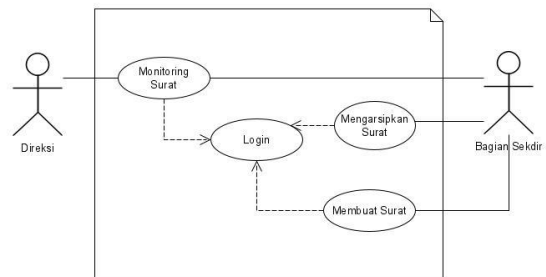 Monitoring
Surat
Mengarsipkan
Surat
Login
Direksi
Bagian Sekdir
Membuat Surat